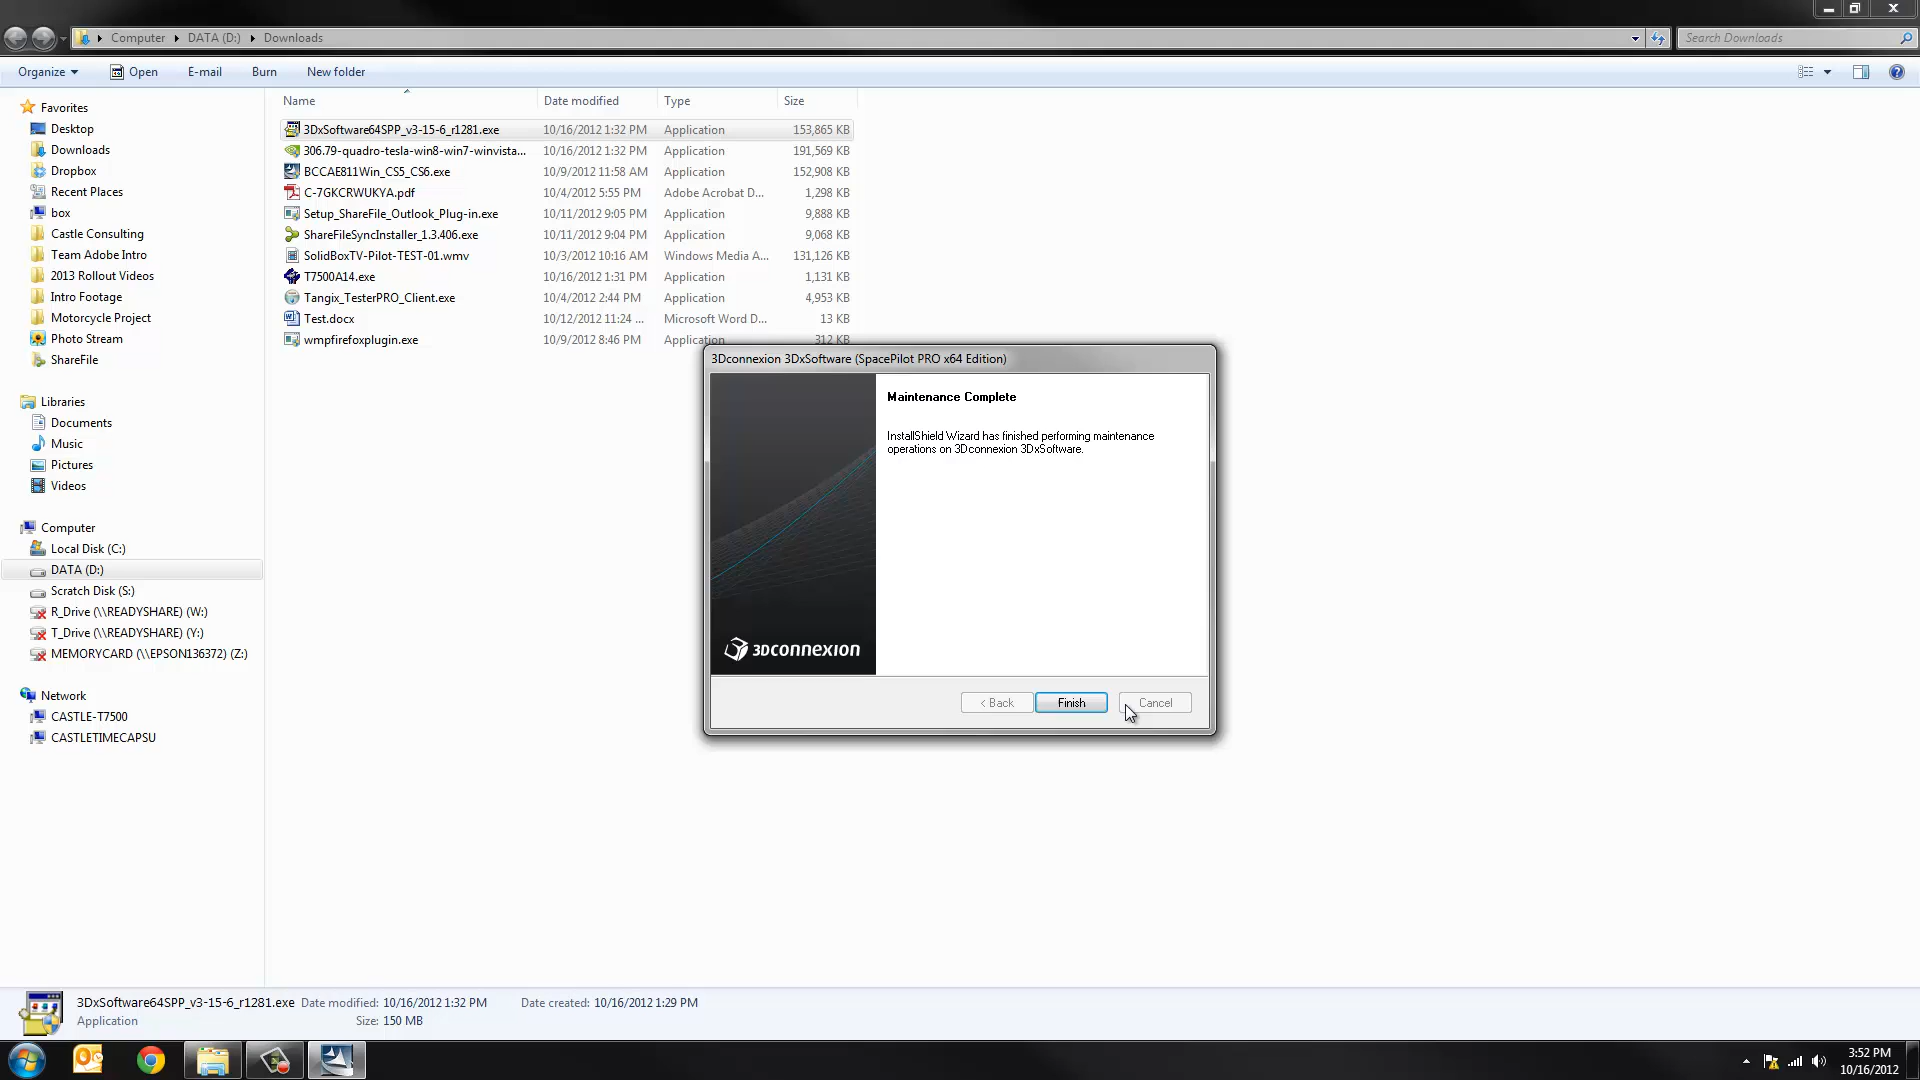 Computer DATA (D:) Downloads
Search Downloads
Organize Open E-mail Burn New folder
Name Date modified Type Size
Favorites
Desktop
Downloads
Dropbox
Recent Places
box
Castle Consulting
Team Adobe Intro
2013 Rollout Videos
Intro Footage
Motorcycle Project
Photo Stream
ShareFile
Libraries
Documents
Music
Pictures
Videos
Computer
Local Disk (C:)
DATA (D:)
Scratch Disk (S:)
R_Drive (\\READYSHARE) (W:)
T_Drive (\\READYSHARE) (Y:)
MEMORYCARD (\\EPSON136372) (Z:)
Network
CASTLE-T7500
CASTLETIMECAPSU
3DxSoftware64SPP_v3-15-6_r1281.exe 10/16/2012 1:32 PM Application 153,865 KB
306.79-quadro-tesla-win8-win7-winvista... 10/16/2012 1:32 PM Application 191,569 KB
BCCAE811Win_CS5_CS6.exe 10/9/2012 11:58 AM Application 152,908 KB
C-7GKCRWUKYA.pdf 10/4/2012 5:55 PM Adobe Acrobat D... 1,298 KB
Setup_ShareFile_Outlook_Plug-in.exe 10/11/2012 9:05 PM Application 9,888 KB
ShareFileSyncInstaller_1.3.406.exe 10/11/2012 9:04 PM Application 9,068 KB
SolidBoxTV-Pilot-TEST-01.wmv 10/3/2012 10:16 AM Windows Media A... 131,126 KB
T7500A14.exe 10/16/2012 1:31 PM Application 1,131 KB
Tangix_TesterPRO_Client.exe 10/4/2012 2:44 PM Application 4,953 KB
Test.docx 10/12/2012 11:24 ... Microsoft Word D... 13 KB
wmpfirefoxplugin.exe 10/9/2012 8:46 PM Application 312 KB
3Dconnexion 3DxSoftware (SpacePilot PRO x64 Edition)
Maintenance Complete
InstallShield Wizard has finished performing maintenance
operations on 3Dconnexion 3DxSoftware.
3Dconnexion
< Back Finish Cancel
3DxSoftware64SPP_v3-15-6_r1281.exe Date modified: 10/16/2012 1:32 PM Date created: 10/16/2012 1:29 PM
Application Size: 150 MB
3:52 PM
10/16/2012